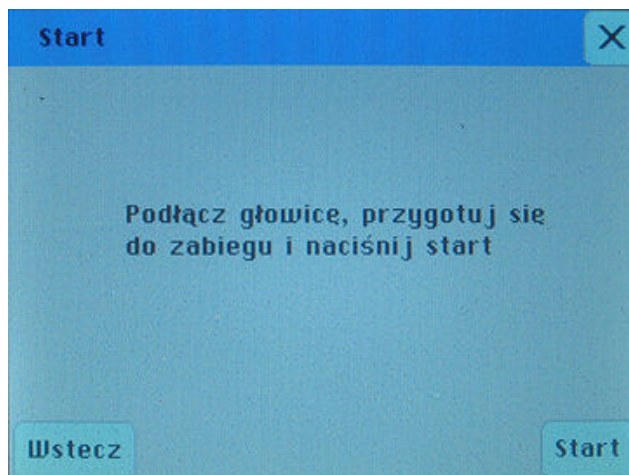 Start
Podłącz głowicę, przygotuj się
do zabiegu i naciśnij start
Wstecz
Start